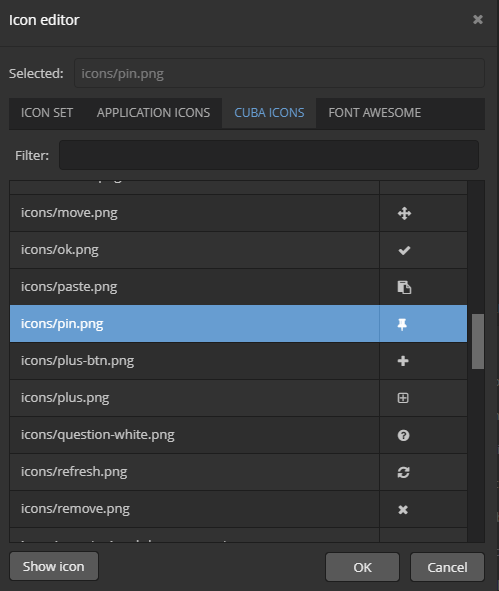 Icon editor
Selected: icons/pin.png
ICON SET APPLICATION ICONS CUBA ICONS FONT AWESOME
Filter:
icons/move.png
icons/ok.png
icons/paste.png
icons/pin.png
icons/plus-btn.png
icons/plus.png
icons/question-white.png
icons/refresh.png
icons/remove.png
Show icon OK Cancel